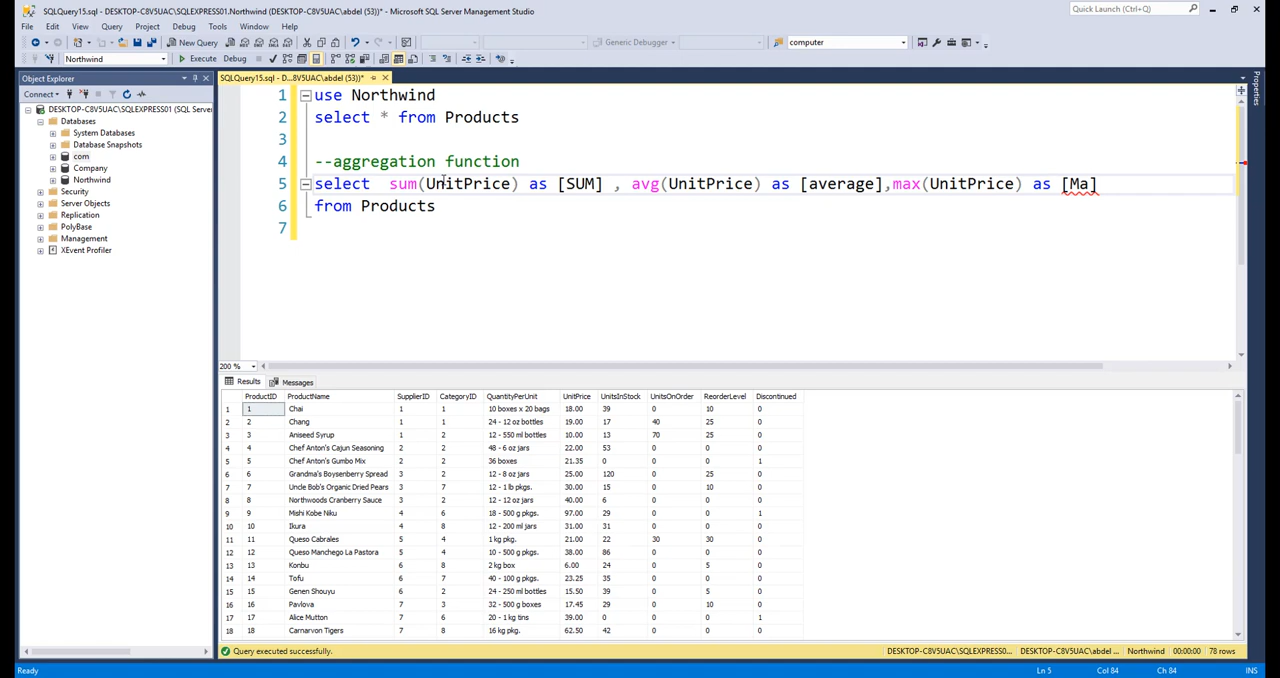 SQLQuery15.sql - DESKTOP-C8V5UAC\SQLEXPRESS01.Northwind (DESKTOP-C8V5UAC\abdel (53))* - Microsoft SQL Server Management Studio
Quick Launch (Ctrl+Q)
File Edit View Query Project Debug Tools Window Help
New Query
Generic Debugger
computer
Northwind
Execute Debug
Object Explorer
SQLQuery15.sql - D...8V5UAC\abdel (53))*
Properties
Connect
DESKTOP-C8V5UAC\SQLEXPRESS01 (SQL Server
Databases
System Databases
Database Snapshots
com
Company
Northwind
Security
Server Objects
Replication
PolyBase
Management
XEvent Profiler
1 use Northwind
2 select * from Products
3
4 --aggregation function
5 select sum(UnitPrice) as [SUM] , avg(UnitPrice) as [average],max(UnitPrice) as [Ma]
6 from Products
7
200 %
Results Messages
ProductID ProductName SupplierID CategoryID QuantityPerUnit UnitPrice UnitsInStock UnitsOnOrder ReorderLevel Discontinued
1 1 Chai 1 1 10 boxes x 20 bags 18.00 39 0 10 0
2 2 Chang 1 1 24 - 12 oz bottles 19.00 17 40 25 0
3 3 Aniseed Syrup 1 2 12 - 550 ml bottles 10.00 13 70 25 0
4 4 Chef Anton's Cajun Seasoning 2 2 48 - 6 oz jars 22.00 53 0 0 0
5 5 Chef Anton's Gumbo Mix 2 2 36 boxes 21.35 0 0 0 1
6 6 Grandma's Boysenberry Spread 3 2 12 - 8 oz jars 25.00 120 0 25 0
7 7 Uncle Bob's Organic Dried Pears 3 7 12 - 1 lb pkgs. 30.00 15 0 10 0
8 8 Northwoods Cranberry Sauce 3 2 12 - 12 oz jars 40.00 6 0 0 0
9 9 Mishi Kobe Niku 4 6 18 - 500 g pkgs. 97.00 29 0 0 1
10 10 Ikura 4 8 12 - 200 ml jars 31.00 31 0 0 0
11 11 Queso Cabrales 5 4 1 kg pkg. 21.00 22 30 30 0
12 12 Queso Manchego La Pastora 5 4 10 - 500 g pkgs. 38.00 86 0 0 0
13 13 Konbu 6 8 2 kg box 6.00 24 0 5 0
14 14 Tofu 6 7 40 - 100 g pkgs. 23.25 35 0 0 0
15 15 Genen Shouyu 6 2 24 - 250 ml bottles 15.50 39 0 5 0
16 16 Pavlova 7 3 32 - 500 g boxes 17.45 29 0 10 0
17 17 Alice Mutton 7 6 20 - 1 kg tins 39.00 0 0 0 1
18 18 Carnarvon Tigers 7 8 16 kg pkg. 62.50 42 0 0 0
Query executed successfully. DESKTOP-C8V5UAC\SQLEXPRESS0... DESKTOP-C8V5UAC\abdel ... Northwind 00:00:00 78 rows
Ready Ln 5 Col 84 Ch 84 INS